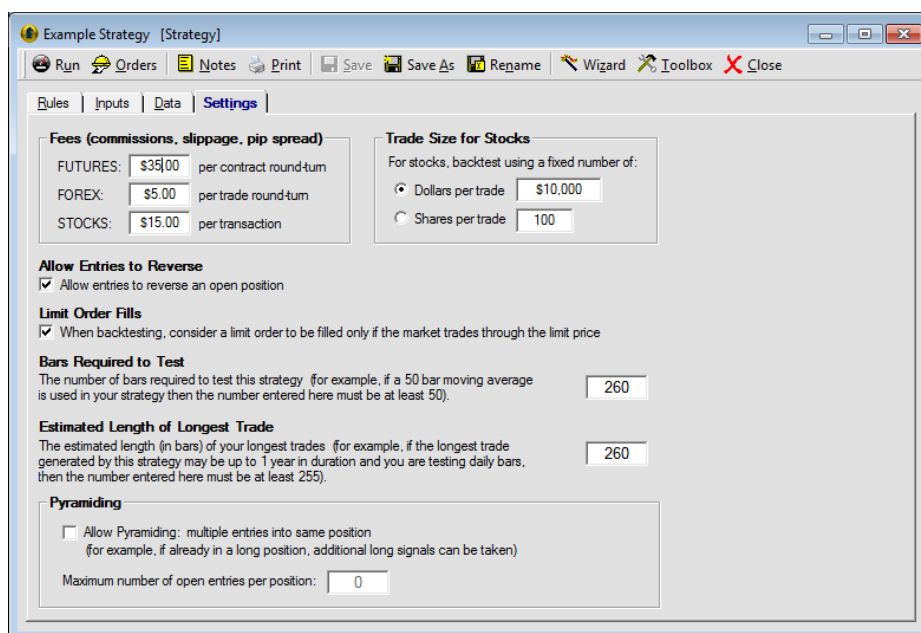 Example Strategy [Strategy]
Run Orders Notes Print Save Save As Rename Wizard Toolbox Close
Rules Inputs Data Settings
Fees (commissions, slippage, pip spread)
FUTURES: $35.00 per contract round-turn
FOREX: $5.00 per trade round-turn
STOCKS: $15.00 per transaction
Trade Size for Stocks
For stocks, backtest using a fixed number of:
Dollars per trade $10,000
Shares per trade 100
Allow Entries to Reverse
Allow entries to reverse an open position
Limit Order Fills
When backtesting, consider a limit order to be filled only if the market trades through the limit price
Bars Required to Test
The number of bars required to test this strategy (for example, if a 50 bar moving average
is used in your strategy then the number entered here must be at least 50).
260
Estimated Length of Longest Trade
The estimated length (in bars) of your longest trades (for example, if the longest trade
generated by this strategy may be up to 1 year in duration and you are testing daily bars,
then the number entered here must be at least 255).
260
Pyramiding
Allow Pyramiding: multiple entries into same position
(for example, if already in a long position, additional long signals can be taken)
Maximum number of open entries per position: 0